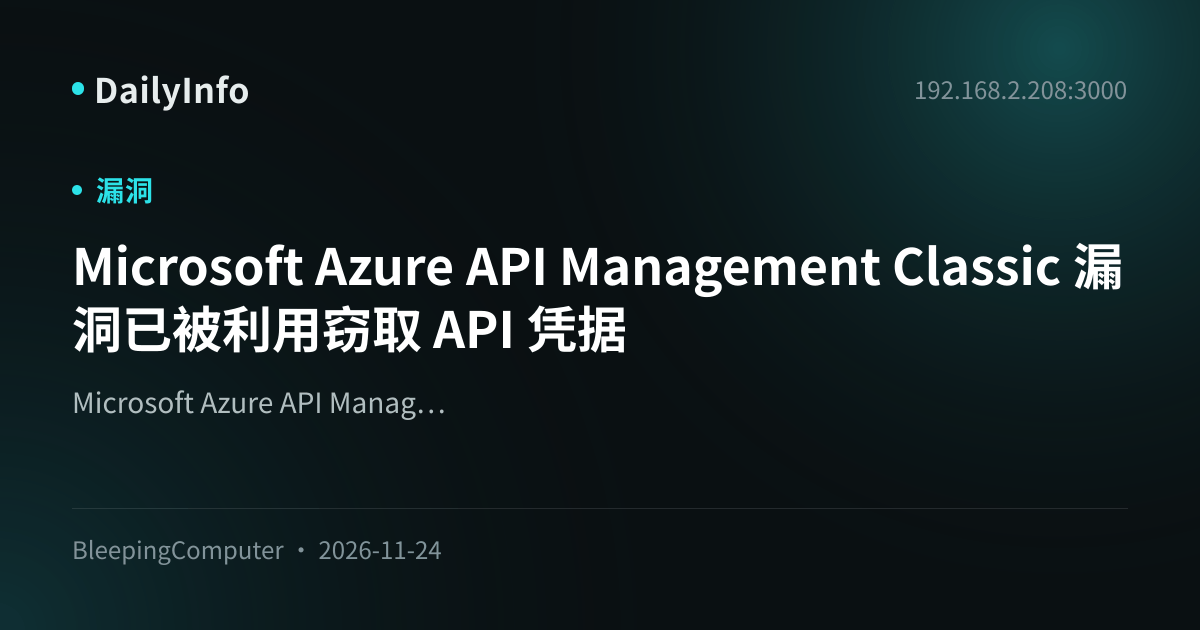 DailyInfo
192.168.2.208:3000
漏洞
Microsoft Azure API Management Classic 漏
洞已被利用窃取 API 凭据
Microsoft Azure API Manag…
BleepingComputer • 2026-11-24